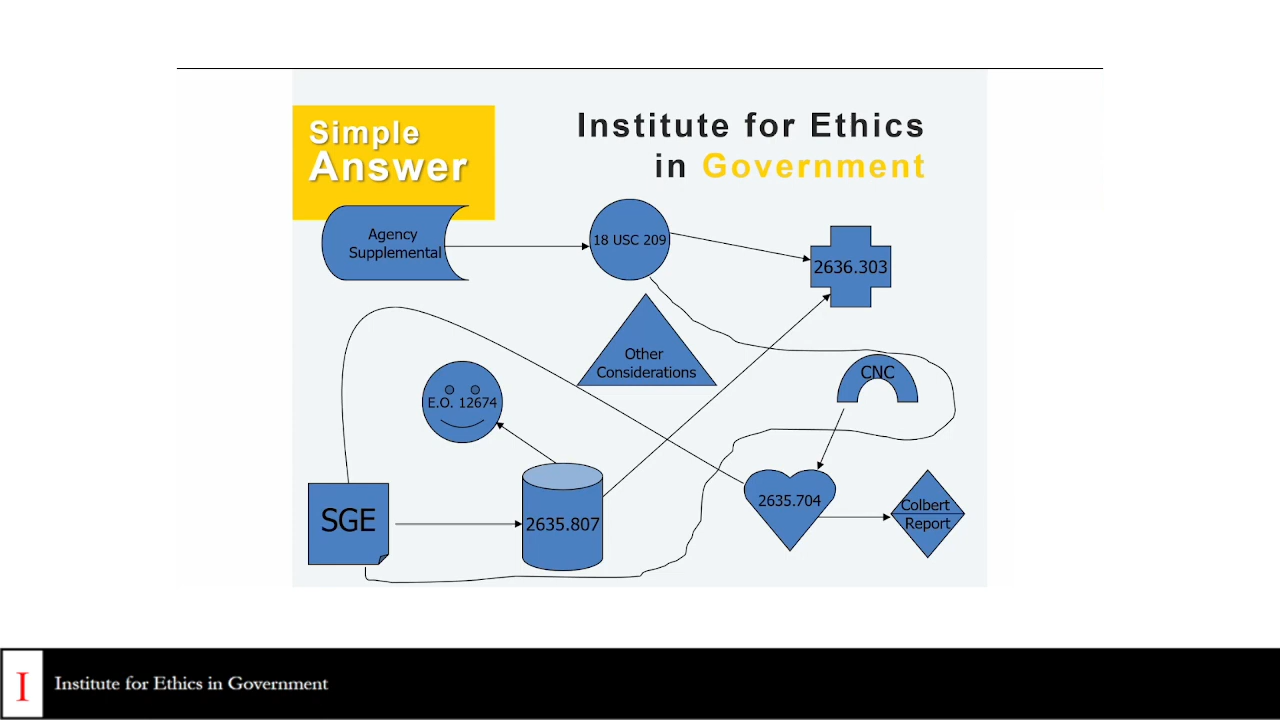 Simple
Answer
Institute for Ethics
in Government
Agency
Supplemental
18 USC 209
2636.303
Other
Considerations
CNC
E.O. 12674
SGE
2635.807
2635.704
Colbert
Report
I
Institute for Ethics in Government